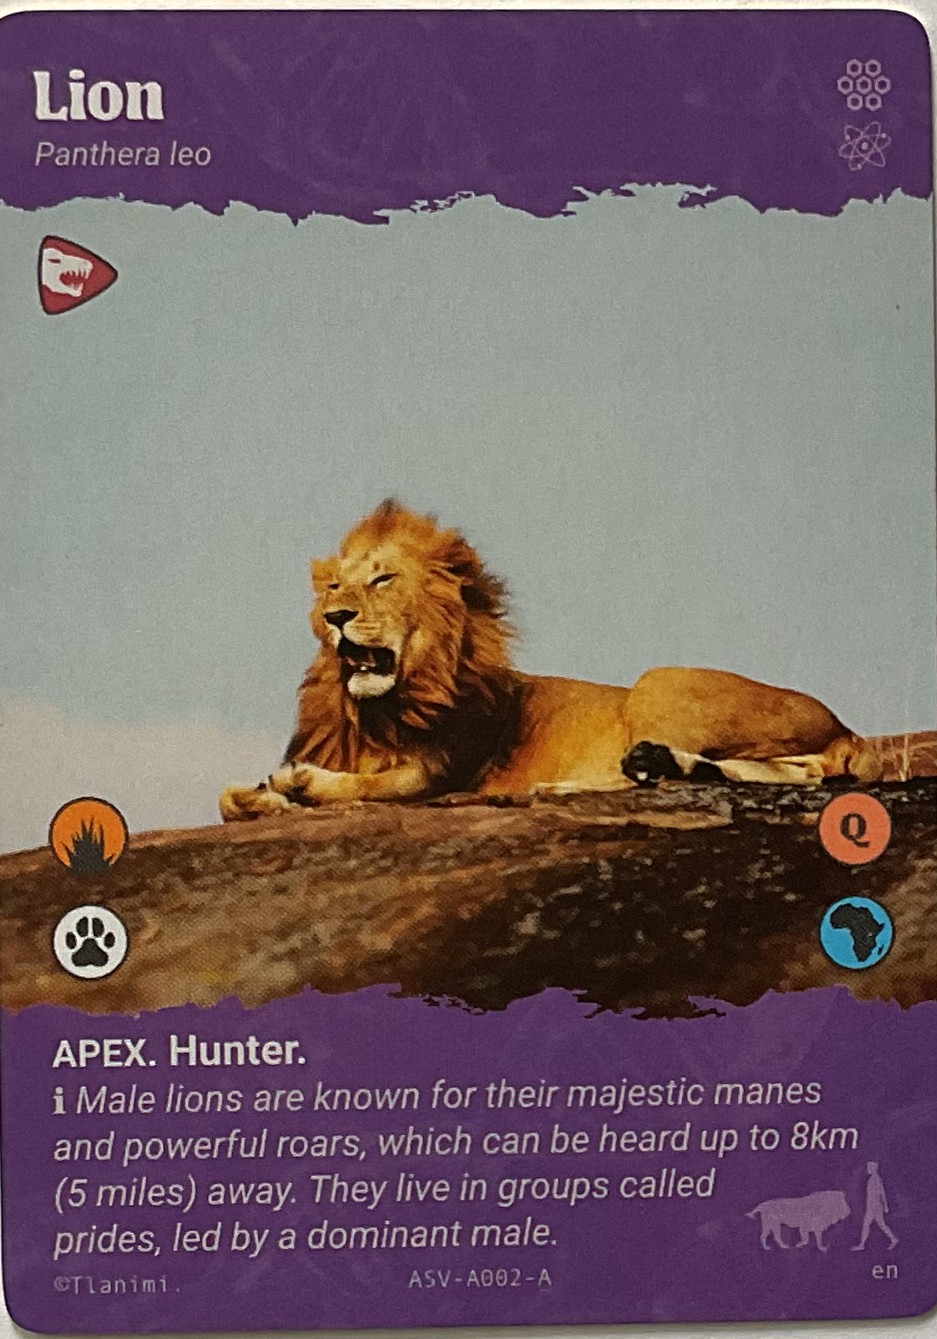 Lion
Panthera leo
Q
APEX. Hunter.
i Male lions are known for their majestic manes
and powerful roars, which can be heard up to 8km
(5 miles) away. They live in groups called
prides, led by a dominant male.
©Tlanimi.
ASV-A002-A
en